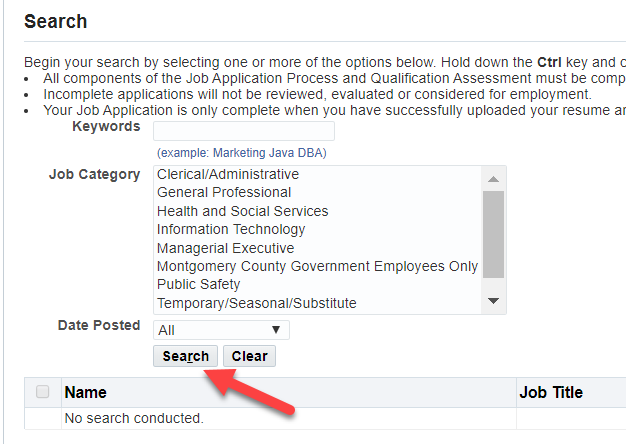 Search
Begin your search by selecting one or more of the options below. Hold down the Ctrl key and
All components of the Job Application Process and Qualification Assessment must be
Incomplete applications will not be reviewed, evaluated or considered for employment.
Your Job Application is only complete when you have successfully uploaded your resume
Keywords
(example: Marketing Java DBA)
Job Category
Clerical/Administrative
General Professional
Health and Social Services
Information Technology
Managerial Executive
Montgomery County Government Employees Only
Public Safety
Temporary/Seasonal/Substitute
Date Posted All
Search Clear
Name Job Title
No search conducted.